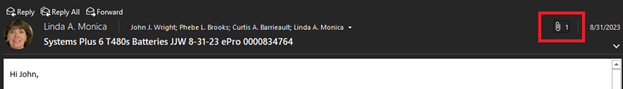 Reply Reply All Forward
Linda A. Monica John J. Wright; Phebe L. Brooks; Curtis A. Barrieault; Linda A. Monica 1 8/31/2023
Systems Plus 6 T480s Batteries JJW 8-31-23 ePro 0000834764
Hi John,